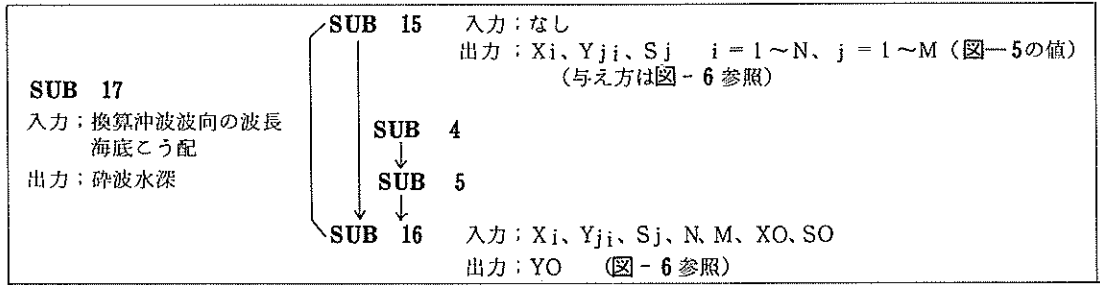 SUB 15 入力；なし
出力；Xi、Yji、Sj i = 1～N、j = 1～M（図－5の値）
（与え方は図－6参照）
SUB 17
入力；換算沖波波向の波長
海底こう配
出力；砕波水深
SUB 4
SUB 5
SUB 16 入力；Xi、Yji、Sj、N、M、XO、SO
出力；YO （図－6参照）